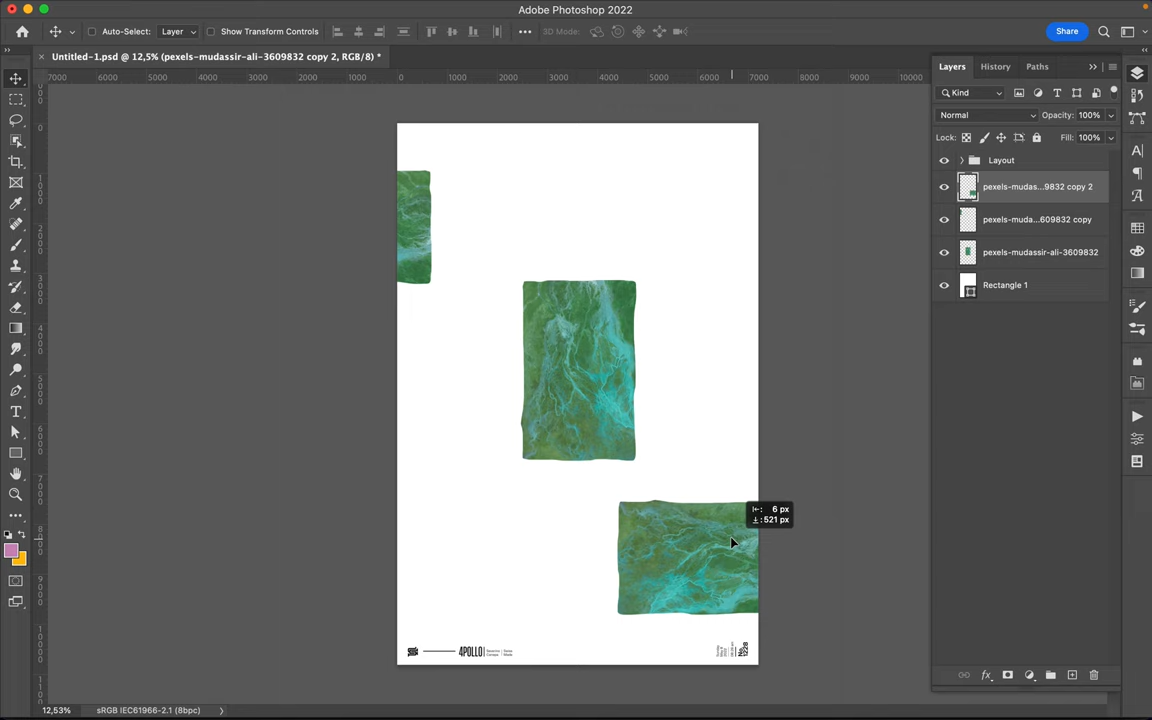 Adobe Photoshop 2022
Auto-Select: Layer Show Transform Controls 3D Mode: Share
Untitled-1.psd @ 12,5% (pexels-mudassir-ali-3609832 copy 2, RGB/8) *
7000 6000 5000 4000 3000 2000 1000 0 1000 2000 3000 4000 5000 6000 7000 8000 9000 10000
Layers History Paths
Kind
Normal Opacity: 100%
Lock: Fill: 100%
Layout
pexels-mudas...9832 copy 2
pexels-muda...609832 copy
pexels-mudassir-ali-3609832
Rectangle 1
6 px
521 px
4POLLO
No.
1228
12,53% sRGB IEC61966-2.1 (8bpc)